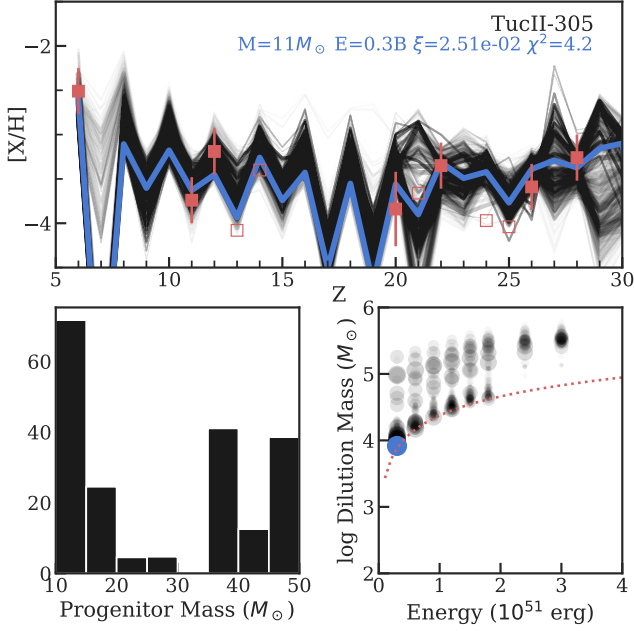 TucII-305
M=11M⊙ E=0.3B ξ=2.51e-02 χ²=4.2
[X/H]
−2
−3
−4
5 10 15 20 25 30
Z
60
40
20
0
10 20 30 40 50
Progenitor Mass (M⊙)
log Dilution Mass (M⊙)
6
5
4
3
2
0 1 2 3 4
Energy (10⁵¹ erg)